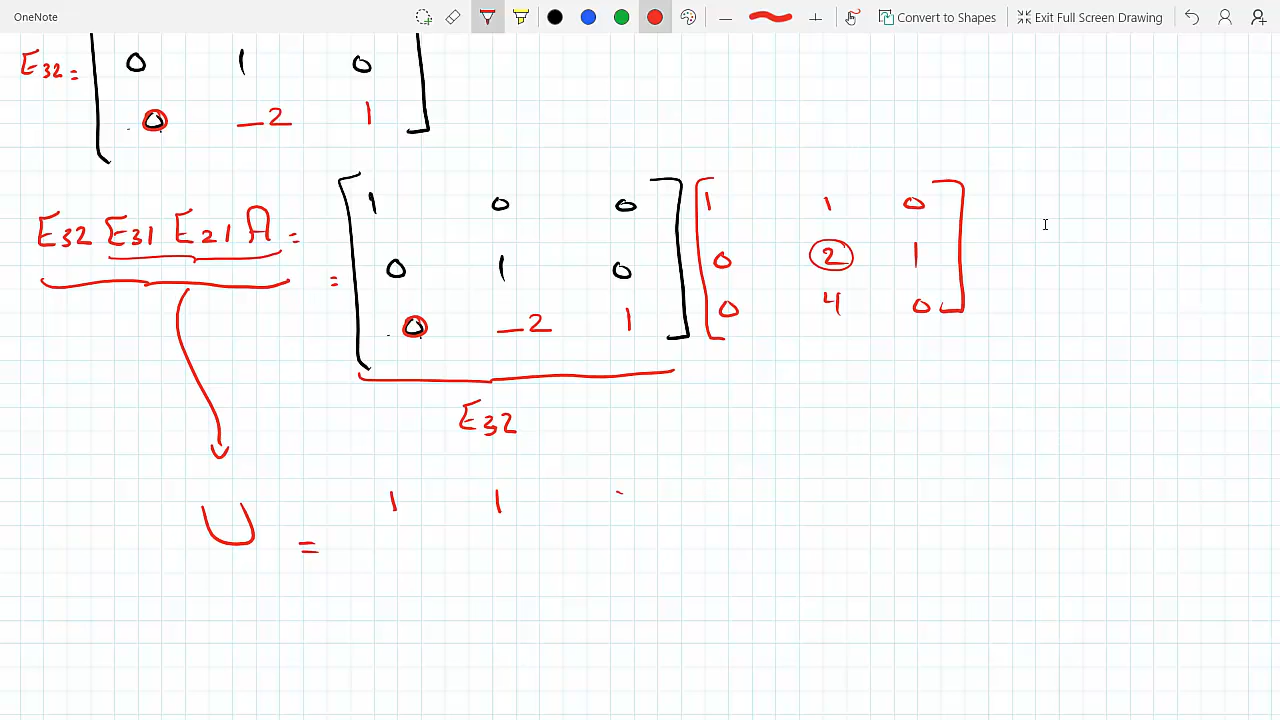 OneNote
Convert to Shapes
Exit Full Screen Drawing
E32 =
0 1 0
0 -2 1
E32 E31 E21 A =
=
1 0 0
0 1 0
0 -2 1
1 1 0
0 2 1
0 4 0
E32
U = 1 1